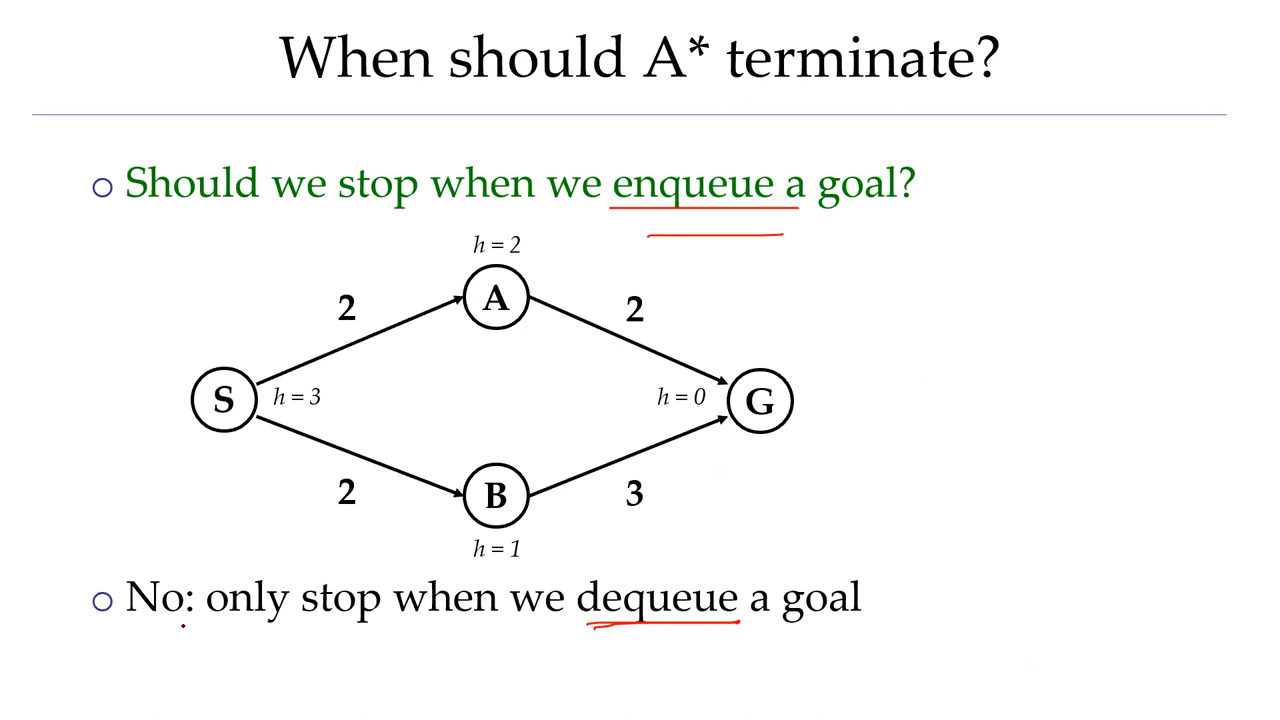 When should A* terminate?
Should we stop when we enqueue a goal?
h = 2
2
A
2
S
h = 3
h = 0
G
2
B
3
h = 1
No: only stop when we dequeue a goal